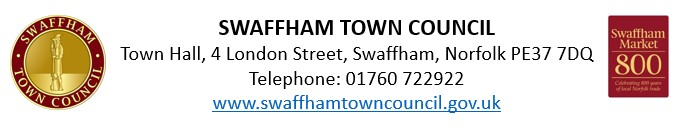 SWAFFHAM
TOWN COUNCIL
SWAFFHAM TOWN COUNCIL
Town Hall, 4 London Street, Swaffham, Norfolk PE37 7DQ
Telephone: 01760 722922
www.swaffhamtowncouncil.gov.uk
Swaffham
Market
800
Celebrating 800 years
of local Norfolk trade